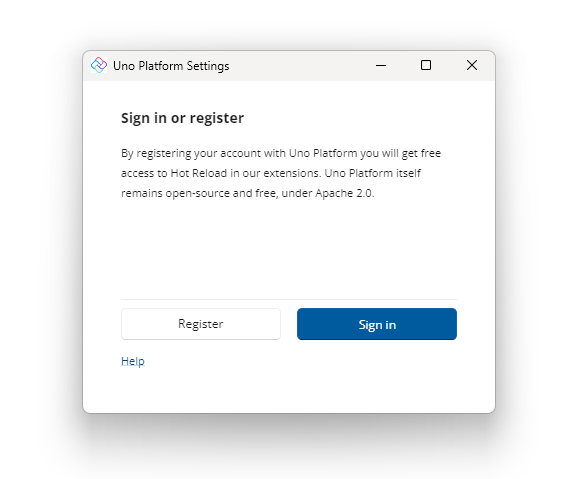 Uno Platform Settings
Sign in or register
By registering your account with Uno Platform you will get free
access to Hot Reload in our extensions. Uno Platform itself
remains open-source and free, under Apache 2.0.
Register
Sign in
Help